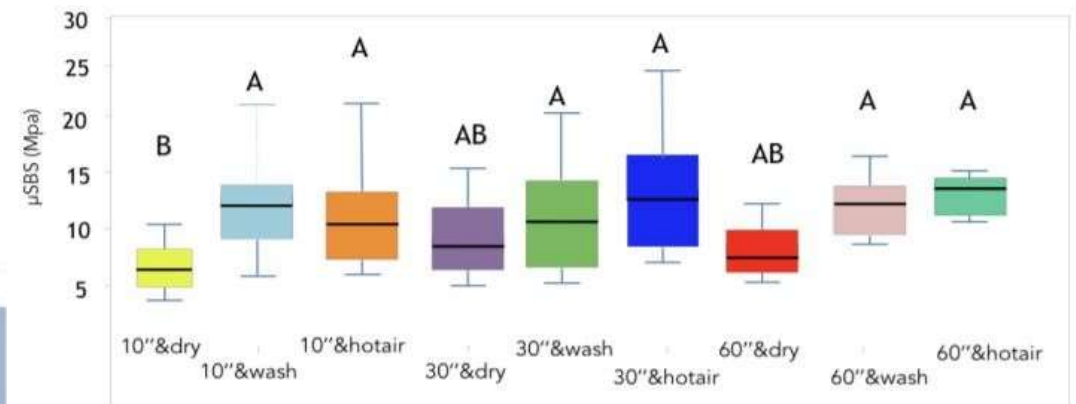 30
25
20
15
10
5
µSBS (Mpa)
B
A
A
AB
A
A
AB
A
A
10″&dry
10″&wash
10″&hotair
30″&dry
30″&wash
30″&hotair
60″&dry
60″&wash
60″&hotair